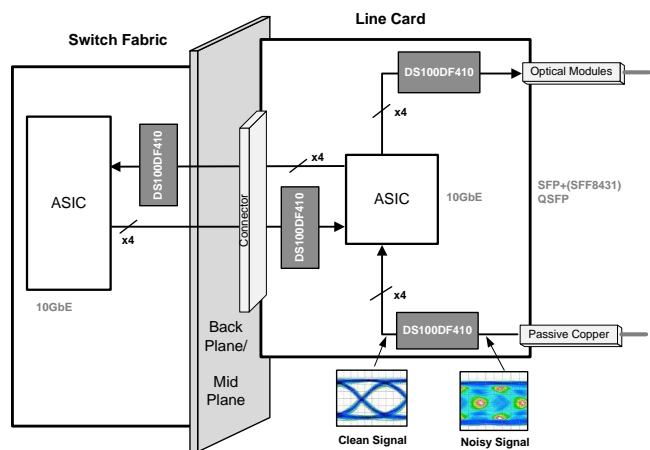 Switch Fabric
Line Card
DS100DF410
Optical Modules
x4
DS100DF410
x4
ASIC
ASIC
10GbE
SFP+(SFF8431)
QSFP
Connector
DS100DF410
x4
x4
10GbE
Back
Plane/
Mid
Plane
DS100DF410
Passive Copper
Clean Signal
Noisy Signal